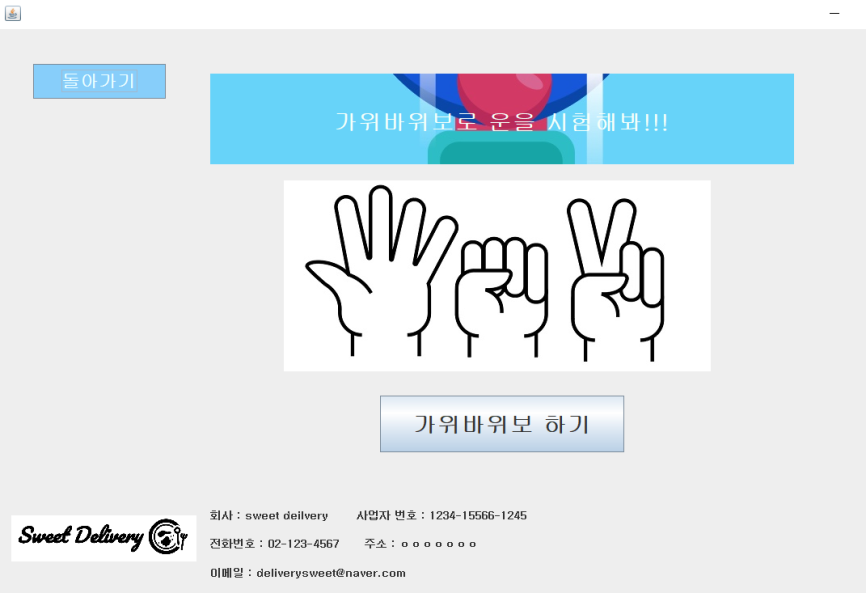 돌아가기
가위바위보로 운을 시험해봐!!!
가위바위보 하기
Sweet Delivery
회사 : sweet deilvery 사업자 번호 : 1234-15566-1245
전화번호 : 02-123-4567 주소 : ㅇㅇㅇㅇㅇㅇㅇ
이메일 : deliverysweet@naver.com